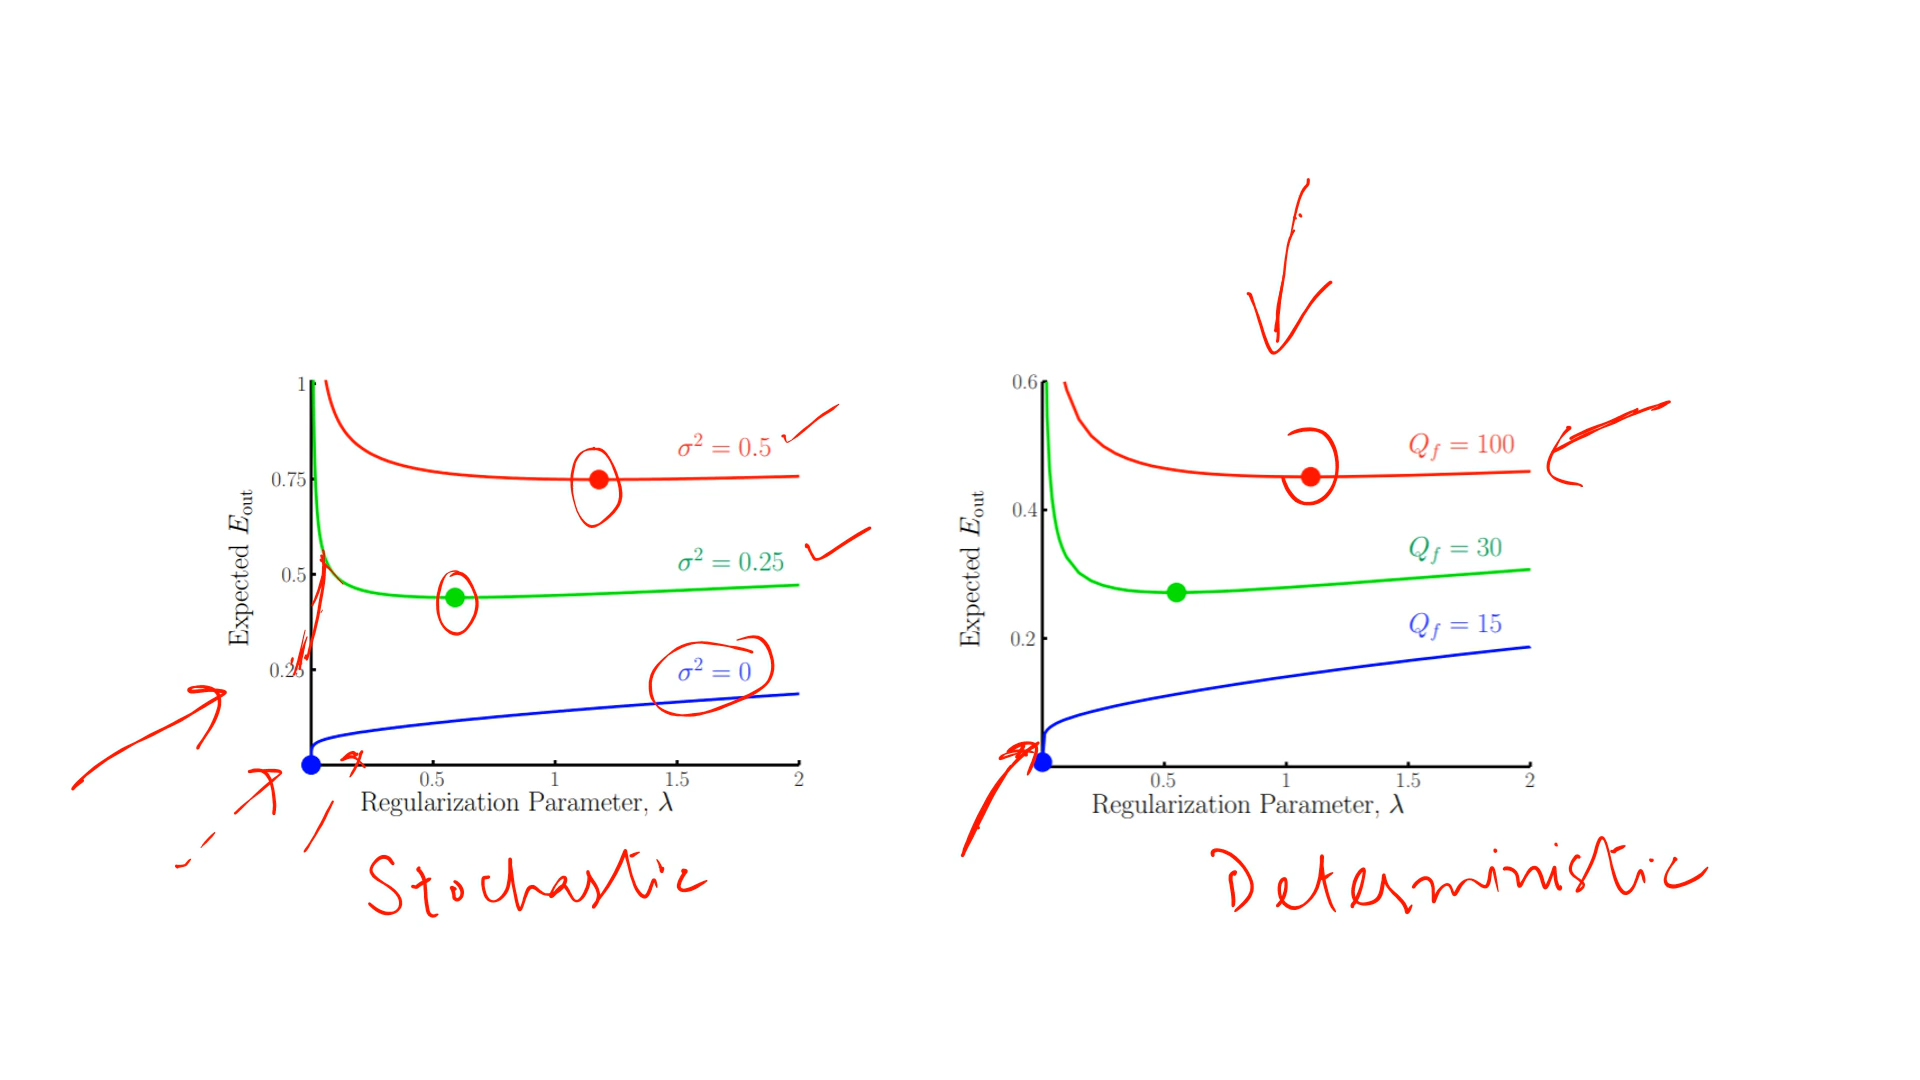 1
0.75
0.5
0.25
Expected E_out
σ² = 0.5
σ² = 0.25
σ² = 0
0.5 1 1.5 2
Regularization Parameter, λ
Stochastic
0.6
0.4
0.2
Expected E_out
Q_f = 100
Q_f = 30
Q_f = 15
0.5 1 1.5 2
Regularization Parameter, λ
Deterministic